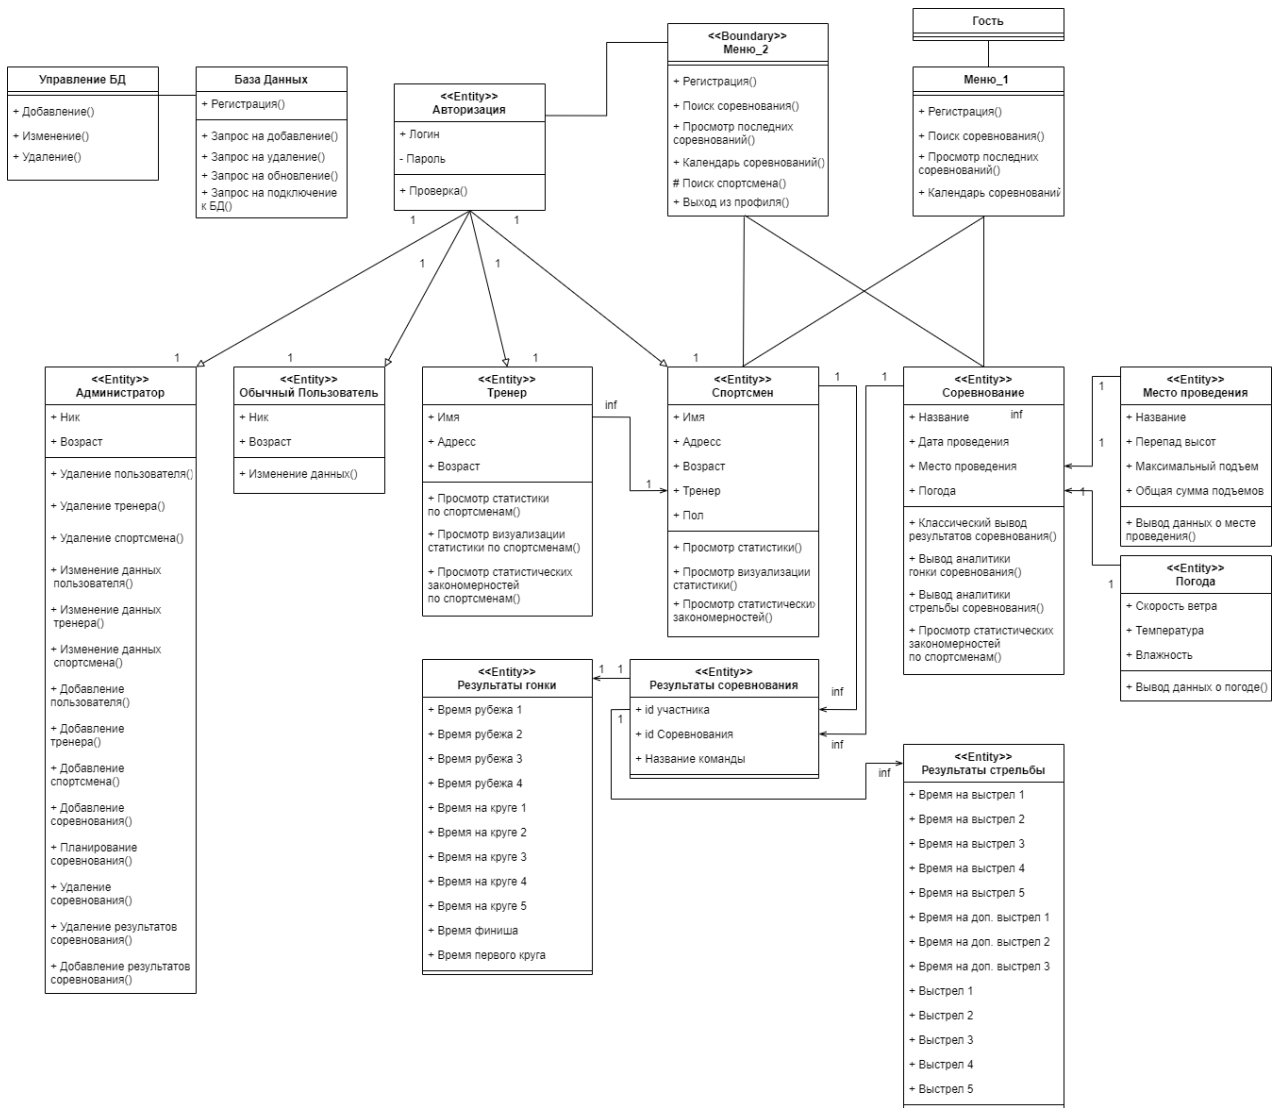 Гость
<<Boundary>>
Меню_2
+ Регистрация()
+ Поиск соревнования()
+ Просмотр последних
соревнований()
+ Календарь соревнований()
# Поиск спортсмена()
+ Выход из профиля()
Меню_1
+ Регистрация()
+ Поиск соревнования()
+ Просмотр последних
соревнований()
+ Календарь соревнований
Управление БД
+ Добавление()
+ Изменение()
+ Удаление()
База Данных
+ Регистрация()
+ Запрос на добавление()
+ Запрос на удаление()
+ Запрос на обновление()
+ Запрос на подключение
к БД()
<<Entity>>
Авторизация
+ Логин
- Пароль
+ Проверка()
1
1
1
1
1
1
1
1
<<Entity>>
Администратор
+ Ник
+ Возраст
+ Удаление пользователя()
+ Удаление тренера()
+ Удаление спортсмена()
+ Изменение данных
пользователя()
+ Изменение данных
тренера()
+ Изменение данных
спортсмена()
+ Добавление
пользователя()
+ Добавление
тренера()
+ Добавление
спортсмена()
+ Добавление
соревнования()
+ Планирование
соревнования()
+ Удаление
соревнования()
+ Удаление результатов
соревнования()
+ Добавление результатов
соревнования()
<<Entity>>
Обычный Пользователь
+ Ник
+ Возраст
+ Изменение данных()
<<Entity>>
Тренер
+ Имя
+ Адресс
+ Возраст
+ Просмотр статистики
по спортсменам()
+ Просмотр визуализации
статистики по спортсменам()
+ Просмотр статистических
закономерностей
по спортсменам()
inf
1
<<Entity>>
Спортсмен
+ Имя
+ Адресс
+ Возраст
+ Тренер
+ Пол
+ Просмотр статистики()
+ Просмотр визуализации
статистики()
+ Просмотр статистических
закономерностей()
1
1
<<Entity>>
Соревнование
+ Название
inf
+ Дата проведения
+ Место проведения
+ Погода
+ Классический вывод
результатов соревнования()
+ Вывод аналитики
гонки соревнования()
+ Вывод аналитики
стрельбы соревнования()
+ Просмотр статистических
закономерностей
по спортсменам()
1
1
1
1
<<Entity>>
Место проведения
+ Название
+ Перепад высот
+ Максимальный подъем
+ Общая сумма подъемов
+ Вывод данных о месте
проведения()
<<Entity>>
Погода
+ Скорость ветра
+ Температура
+ Влажность
+ Вывод данных о погоде()
<<Entity>>
Результаты гонки
+ Время рубежа 1
+ Время рубежа 2
+ Время рубежа 3
+ Время рубежа 4
+ Время на круге 1
+ Время на круге 2
+ Время на круге 3
+ Время на круге 4
+ Время на круге 5
+ Время финиша
+ Время первого круга
1
1
1
<<Entity>>
Результаты соревнования
+ id участника
+ id Соревнования
+ Название команды
inf
inf
inf
<<Entity>>
Результаты стрельбы
+ Время на выстрел 1
+ Время на выстрел 2
+ Время на выстрел 3
+ Время на выстрел 4
+ Время на выстрел 5
+ Время на доп. выстрел 1
+ Время на доп. выстрел 2
+ Время на доп. выстрел 3
+ Выстрел 1
+ Выстрел 2
+ Выстрел 3
+ Выстрел 4
+ Выстрел 5